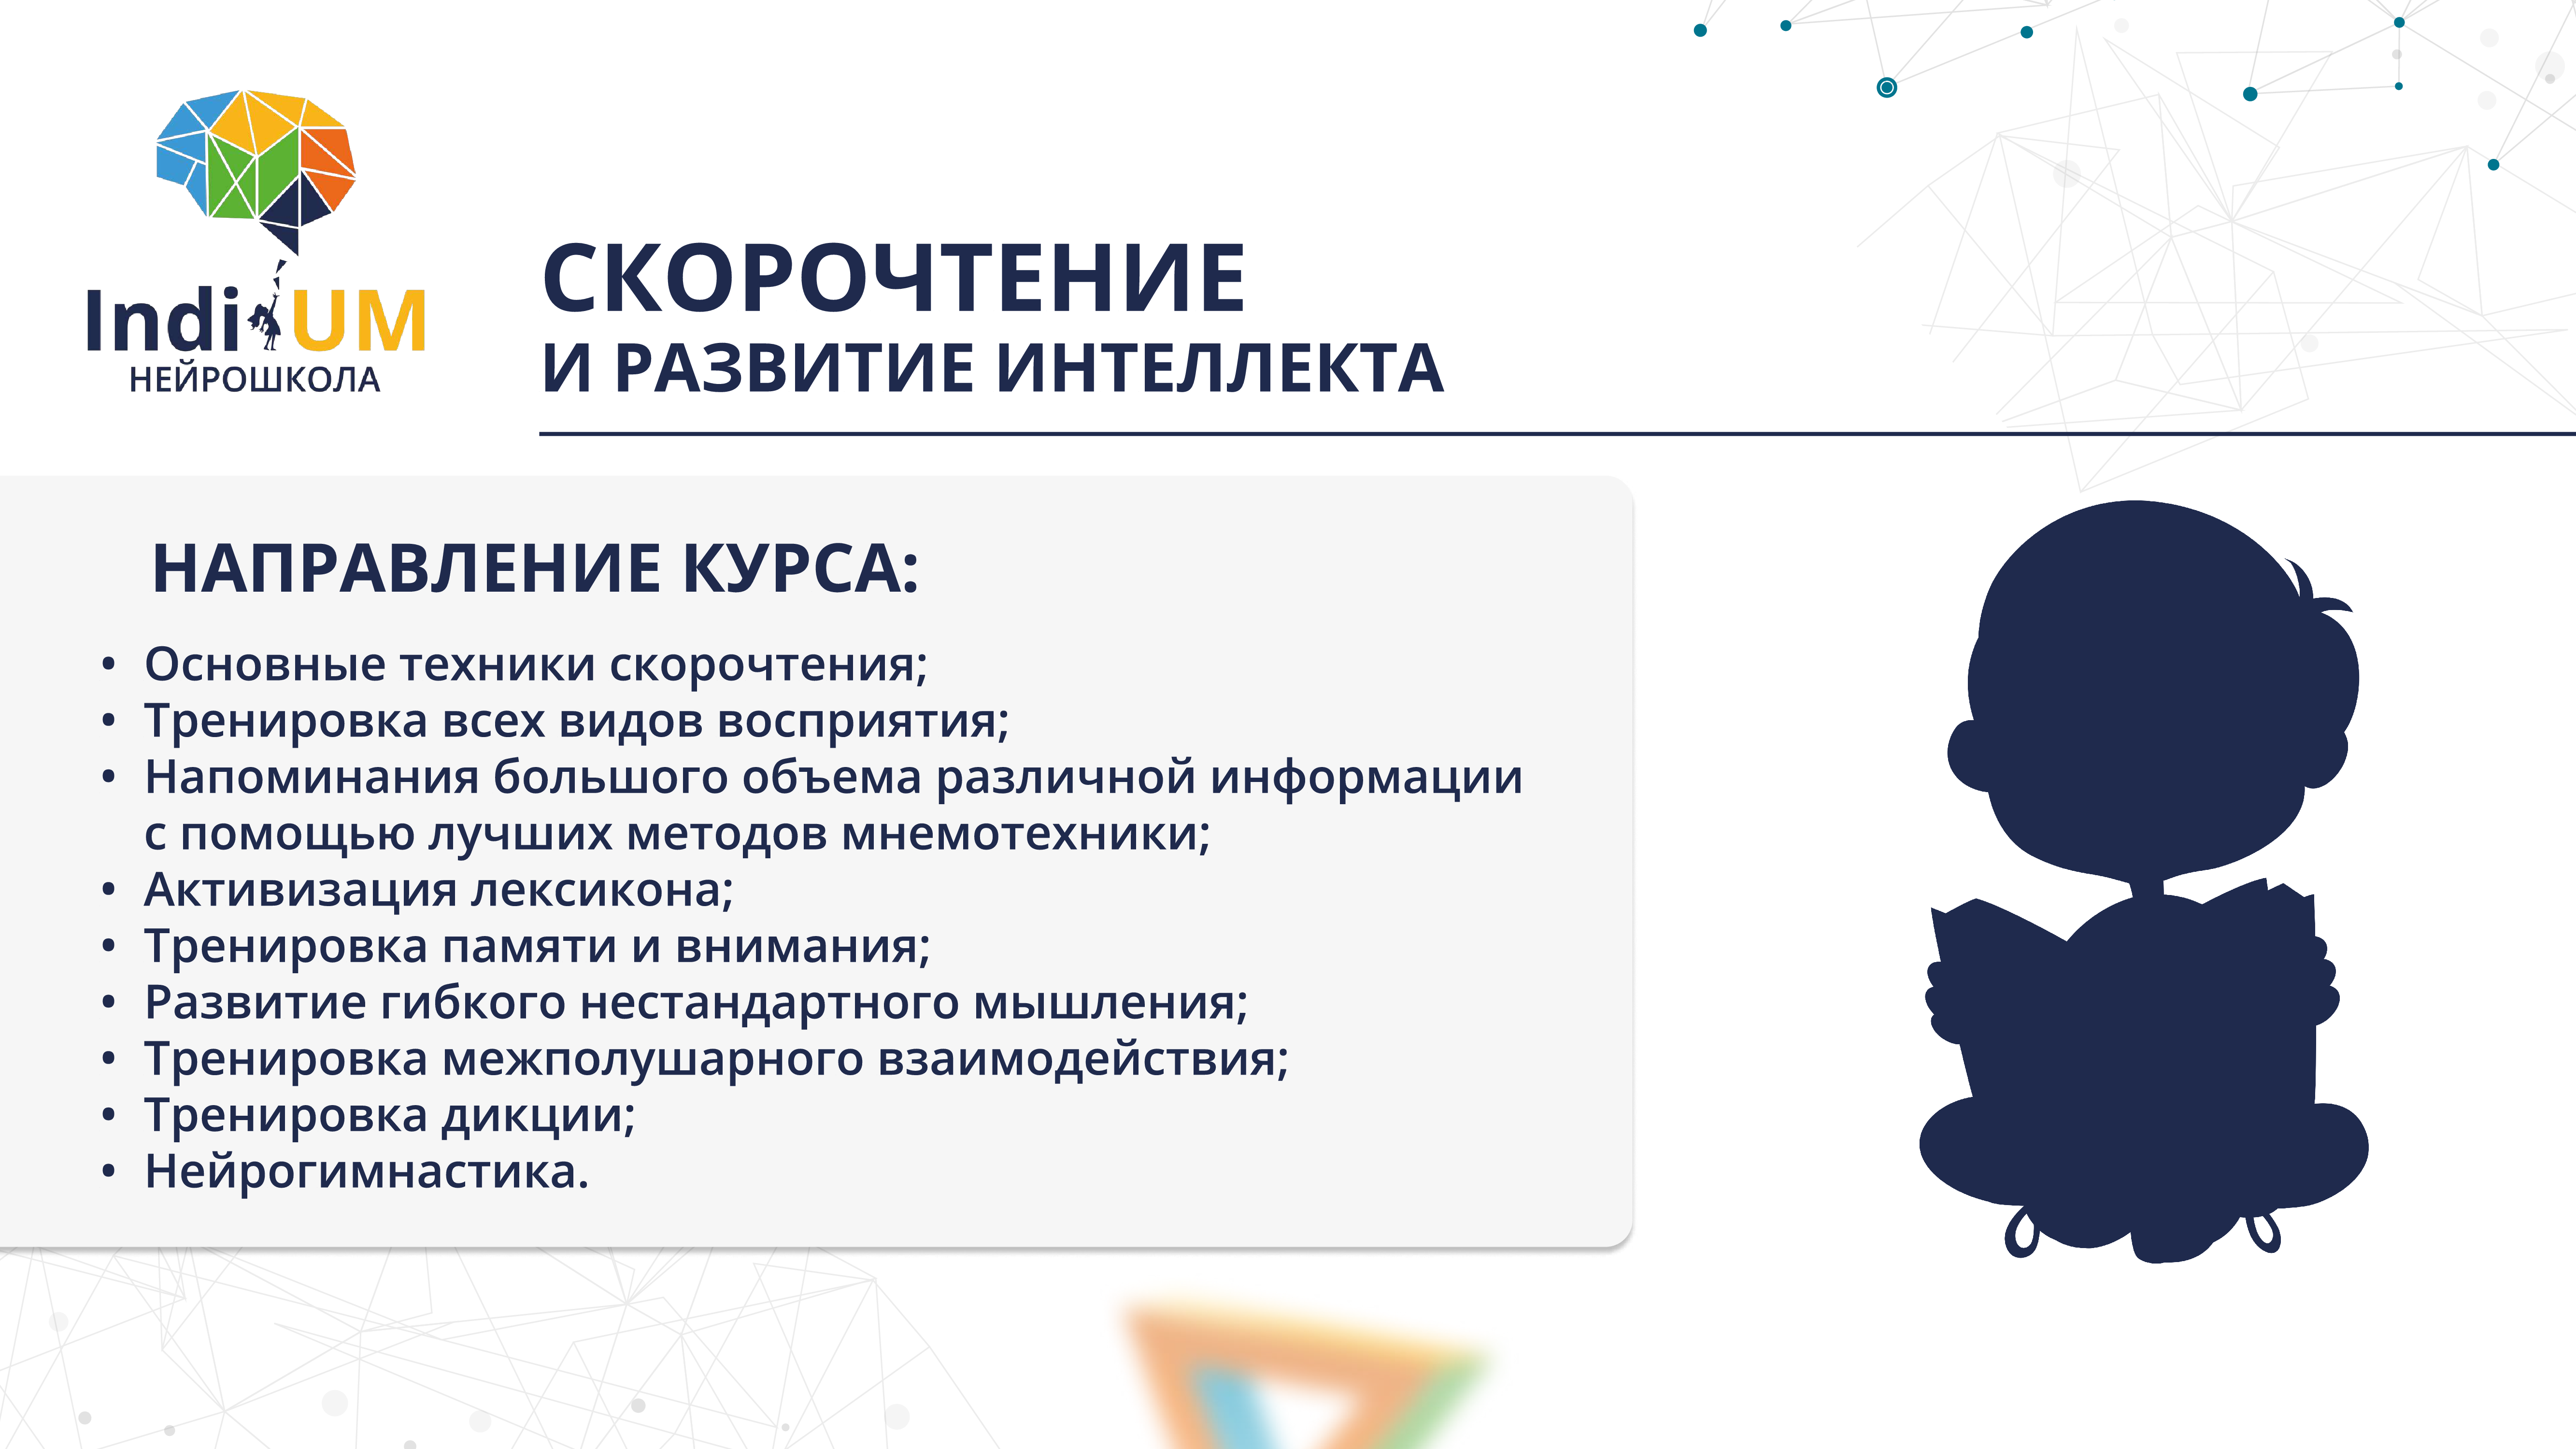 IndiUM
НЕЙРОШКОЛА
СКОРОЧТЕНИЕ
И РАЗВИТИЕ ИНТЕЛЛЕКТА
НАПРАВЛЕНИЕ КУРСА:
• Основные техники скорочтения;
• Тренировка всех видов восприятия;
• Напоминания большого объема различной информации
с помощью лучших методов мнемотехники;
• Активизация лексикона;
• Тренировка памяти и внимания;
• Развитие гибкого нестандартного мышления;
• Тренировка межполушарного взаимодействия;
• Тренировка дикции;
• Нейрогимнастика.